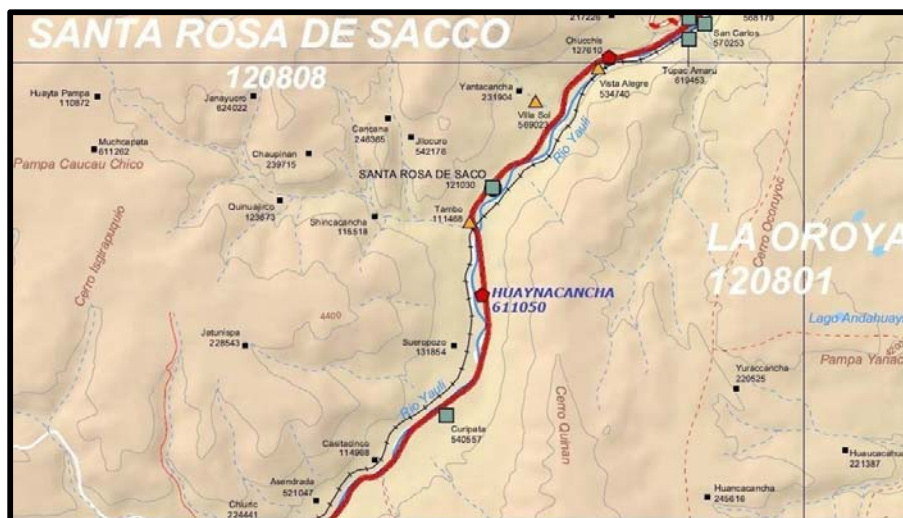 SANTA ROSA DE SACCO
120808
217226
568179
San Carlos
570253
Chucchis
127610
Tupac Amaru
619453
Vista Alegre
534740
Yantacancha
231904
Villa Sol
569023
Huayta Pampa
110872
Janayucro
624022
Cancana
246365
Jilocuro
542176
Muchcapata
611262
Pampa Caucau Chico
Chaupinan
239715
Rio Yauli
SANTA ROSA DE SACO
121030
Quinuajirco
123673
Shincacancha
115518
Tambo
111468
Cerro Isgirapuquio
Cerro Ocoruyoc
LA OROYA
120801
HUAYNACANCHA
611050
4400
Lago Andahuay
Jatunispa
228543
Sueropozo
131854
4200
Pampa Yanac
Yuraccancha
220525
Rio Yauli
Cerro Quinan
Curipata
540557
Casitacinco
114968
Huaucacahua
221387
Asendrada
521047
Huancacancha
245616
Chiuric
224441